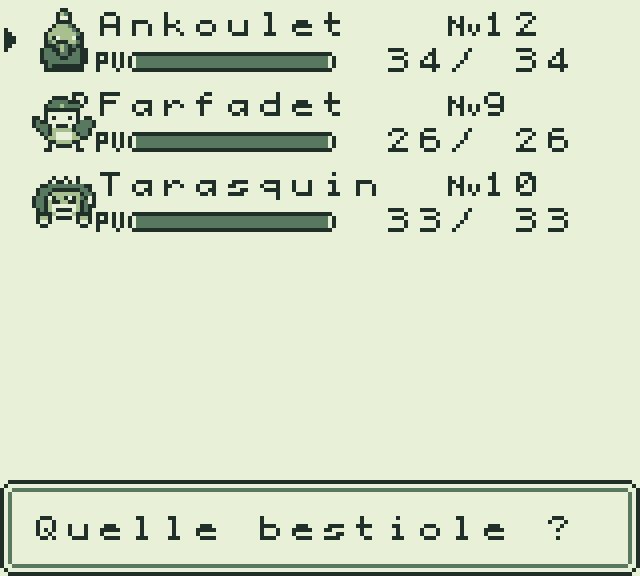 Ankoulet Nv12
PV 34/ 34
Farfadet Nv9
PV 26/ 26
Tarasquin Nv10
PV 33/ 33
Quelle bestiole ?